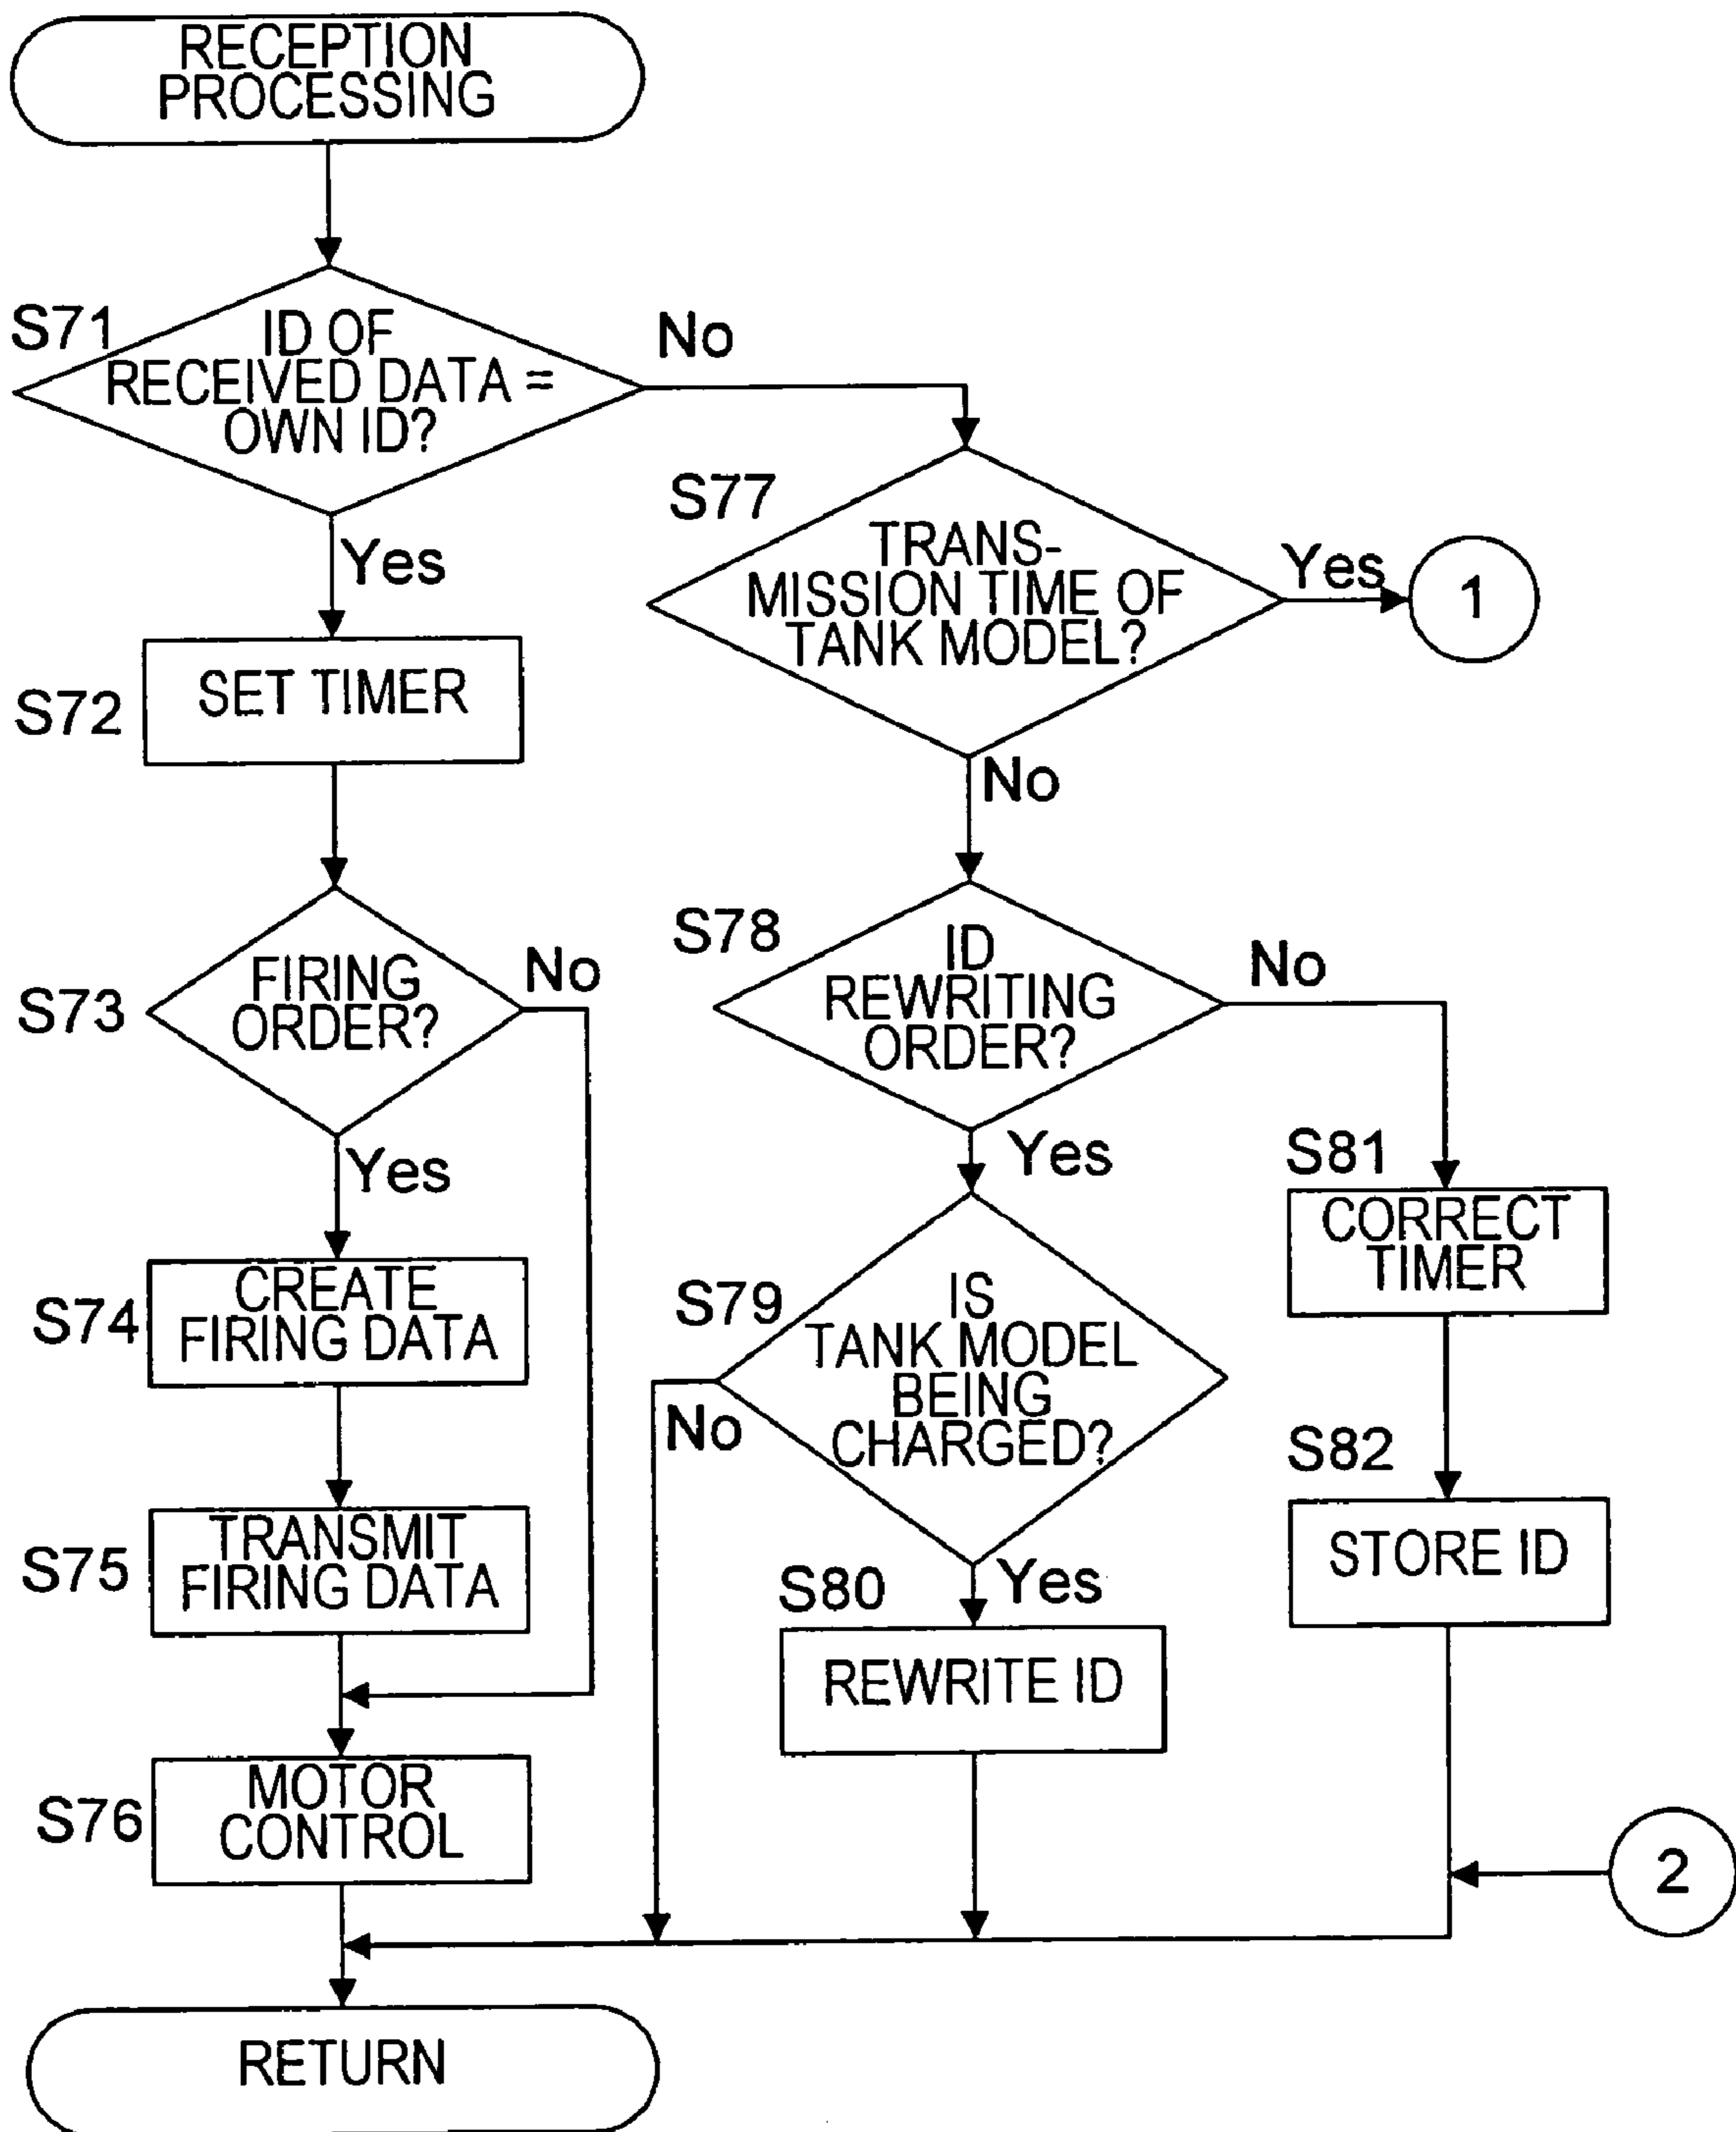 RECEPTION
PROCESSING
S71
ID OF
RECEIVED DATA =
OWN ID?
No
Yes
S72
SET TIMER
S73
FIRING
ORDER?
No
Yes
S74
CREATE
FIRING DATA
S75
TRANSMIT
FIRING DATA
S76
MOTOR
CONTROL
S77
TRANS-
MISSION TIME OF
TANK MODEL?
Yes
1
No
S78
ID
REWRITING
ORDER?
No
Yes
S79
IS
TANK MODEL
BEING
CHARGED?
No
Yes
S80
REWRITE ID
S81
CORRECT
TIMER
S82
STORE ID
2
RETURN